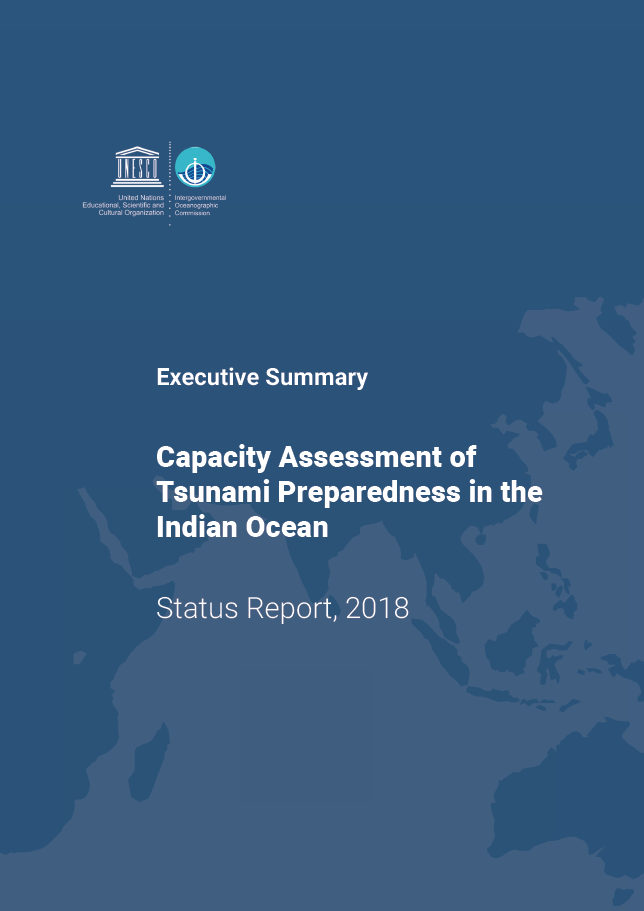 UNESCO
United Nations
Educational, Scientific and
Cultural Organization
Intergovernmental
Oceanographic
Commission
Executive Summary
Capacity Assessment of
Tsunami Preparedness in the
Indian Ocean
Status Report, 2018